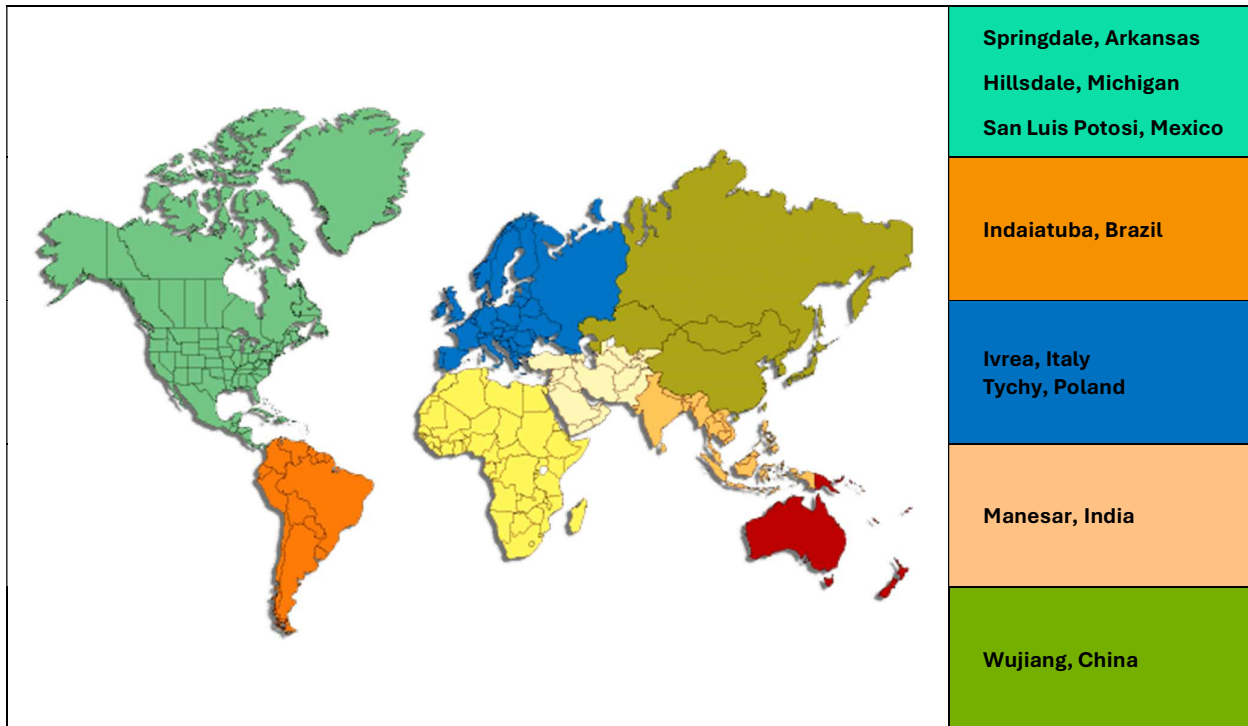 Springdale, Arkansas
Hillsdale, Michigan
San Luis Potosi, Mexico
Indaiatuba, Brazil
Ivrea, Italy
Tychy, Poland
Manesar, India
Wujiang, China